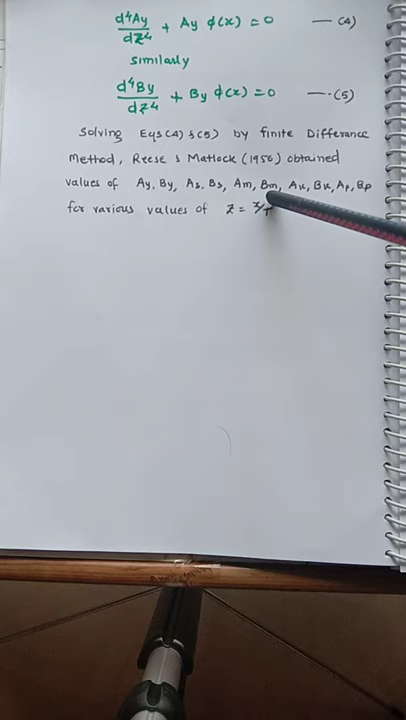 d⁴Ay/dz⁴ + Ay φ(x) = 0 — (4)
similarly
d⁴By/dz⁴ + By φ(x) = 0 —.(5)
Solving Eqs(4) & (5) by finite Differance
Method, Reese & Matlock (1956) obtained
values of Ay, By, As, Bs, Am, Bm, Av, Bv, Ap, Bp
for various values of z = x/T